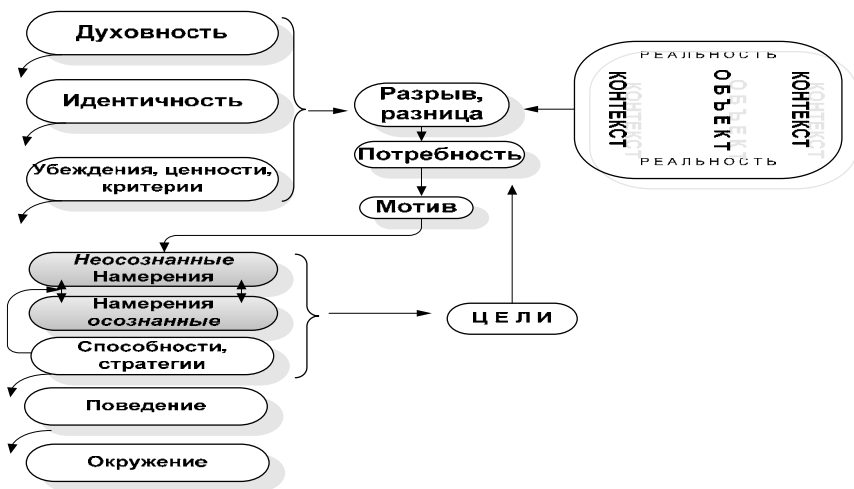 Духовность
Идентичность
Убеждения, ценности,
критерии
Разрыв,
разница
Потребность
Мотив
РЕАЛЬНОСТЬ
КОНТЕКСТ
ОБЪЕКТ
КОНТЕКСТ
РЕАЛЬНОСТЬ
Неосознанные
Намерения
Намерения
осознанные
Способности,
стратегии
ЦЕЛИ
Поведение
Окружение